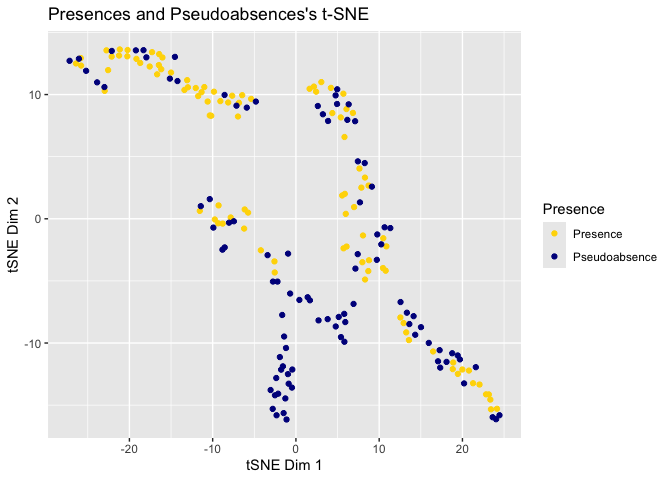 Presences and Pseudoabsences's t-SNE
10
0
-10
-20
-10
0
10
20
tSNE Dim 1
tSNE Dim 2
Presence
Presence
Pseudoabsence